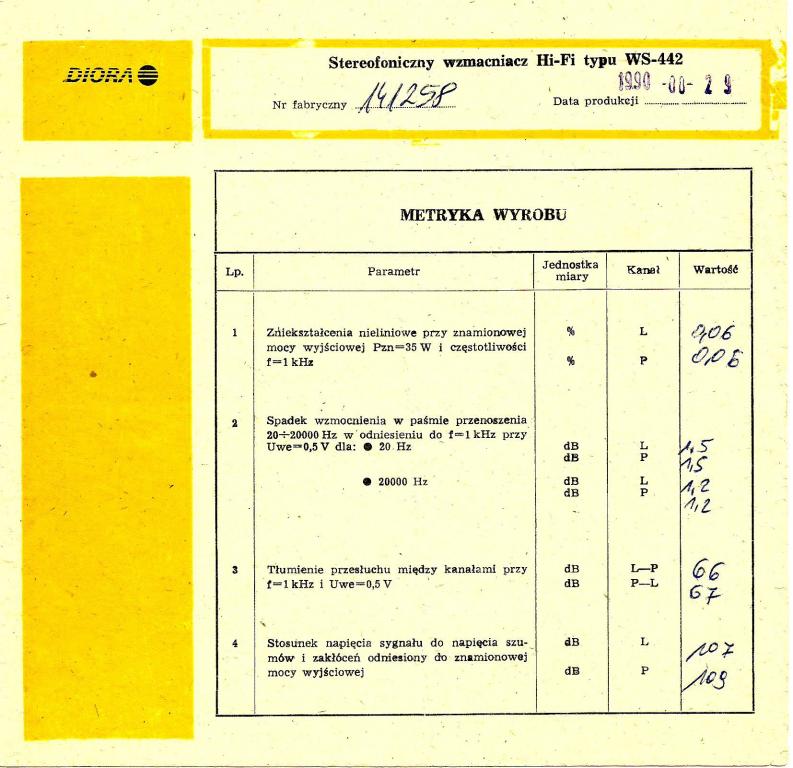 DIORA
Stereofoniczny wzmacniacz Hi-Fi typu WS-442
Nr fabryczny 141258
Data produkcji 1990 -00- 29
METRYKA WYROBU
Lp. Parametr Jednostka miary Kanał Wartość
1 Zniekształcenia nieliniowe przy znamionowej % L 0,06
mocy wyjściowej Pzn=35 W i częstotliwości
f=1 kHz % P 0,06
2 Spadek wzmocnienia w paśmie przenoszenia
20÷20000 Hz w odniesieniu do f=1 kHz przy
Uwe=0,5 V dla: ● 20 Hz dB L 1,5
dB P 1,5
● 20000 Hz dB L 1,2
dB P 1,2
3 Tłumienie przesłuchu między kanałami przy dB L—P 66
f=1 kHz i Uwe=0,5 V dB P—L 67
4 Stosunek napięcia sygnału do napięcia szu- dB L 107
mów i zakłóceń odniesiony do znamionowej
mocy wyjściowej dB P 109